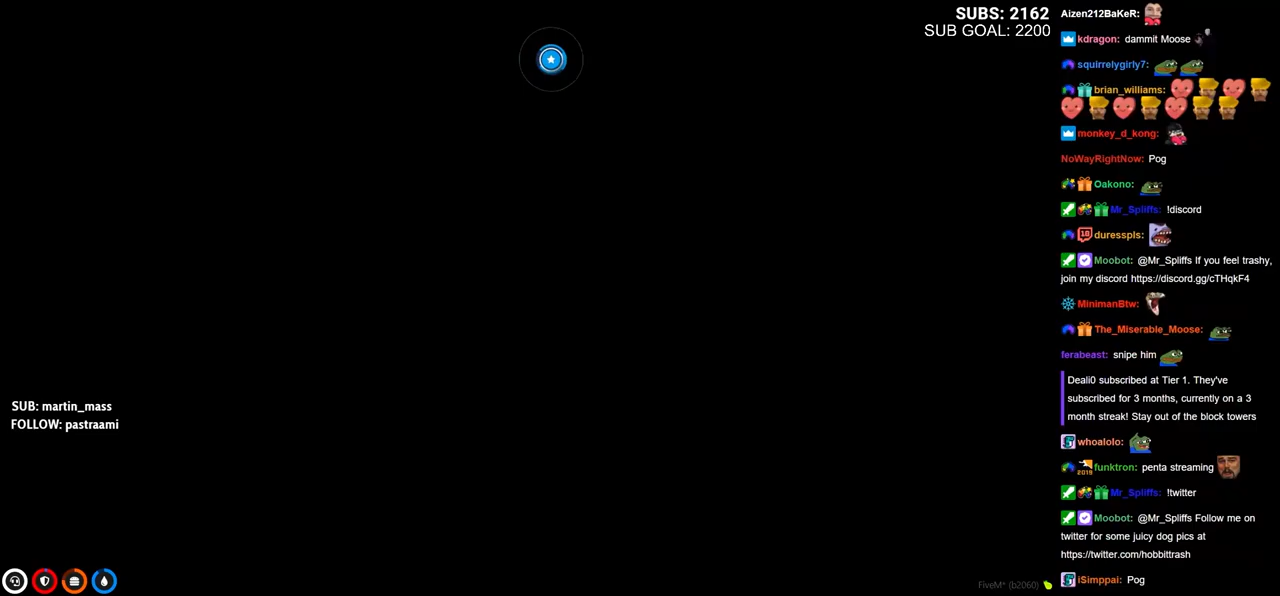 SUBS: 2162
SUB GOAL: 2200
SUB: martin_mass
FOLLOW: pastraami
FiveM* (b2060)
Aizen212BaKeR:
kdragon: dammit Moose
squirrelygirly7:
brian_williams:
monkey_d_kong:
NoWayRightNow: Pog
Oakono:
Mr_Spliffs: !discord
duresspls:
Moobot: @Mr_Spliffs If you feel trashy,
join my discord https://discord.gg/cTHqkF4
MinimanBtw:
The_Miserable_Moose:
ferabeast: snipe him
Deali0 subscribed at Tier 1. They've
subscribed for 3 months, currently on a 3
month streak! Stay out of the block towers
whoalolo:
2019 funktron: penta streaming
Mr_Spliffs: !twitter
Moobot: @Mr_Spliffs Follow me on
twitter for some juicy dog pics at
https://twitter.com/hobbittrash
iSimppai: Pog